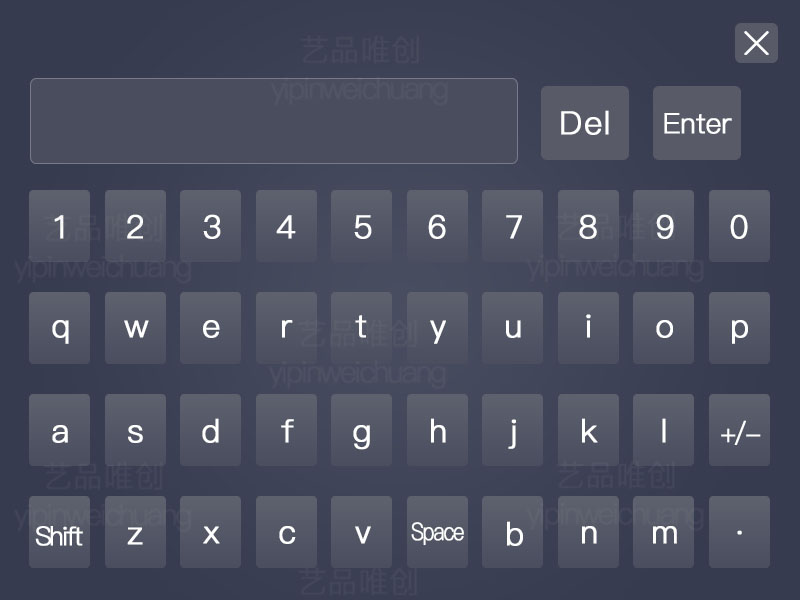 艺品唯创
yipinweichuang
Del Enter
1 2 3 4 5 6 7 8 9 0
艺品唯创 艺品唯创
yipinweichuang yipinweichuang
q w e r t y u i o p
艺品唯创
yipinweichuang
a s d f g h j k l +/−
艺品唯创 艺品唯创
yipinweichuang yipinweichuang
Shift z x c v Space b n m ·
艺品唯创